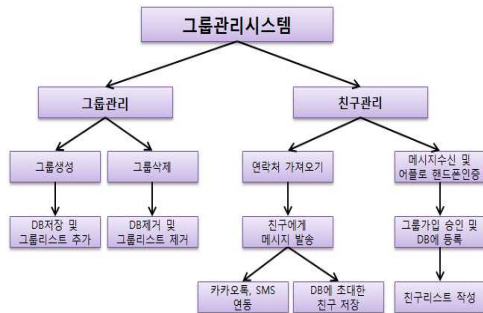 그룹관리시스템
그룹관리
친구관리
그룹생성
그룹삭제
연락처 가져오기
메시지수신 및
어플로 핸드폰인증
DB저장 및
그룹리스트 추가
DB제거 및
그룹리스트 제거
친구에게
메시지 발송
그룹가입 승인 및
DB에 등록
카카오톡, SMS
연동
DB에 초대한
친구 저장
친구리스트 작성